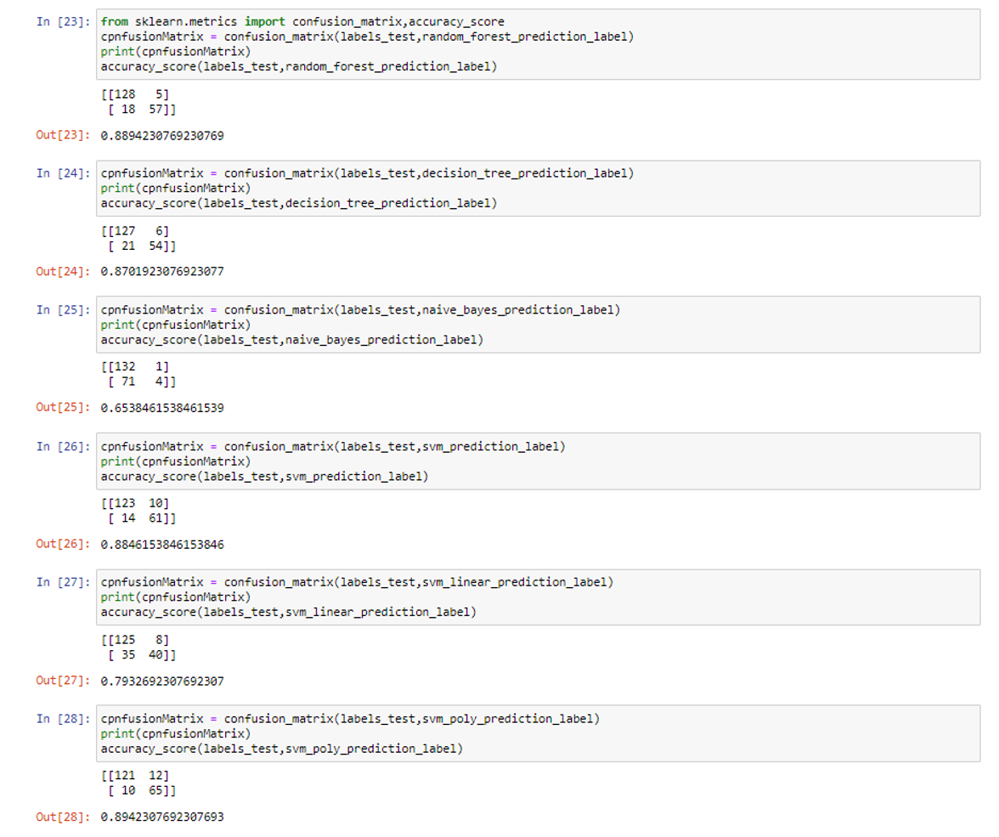 In [23]: from sklearn.metrics import confusion_matrix,accuracy_score
cpnfusionMatrix = confusion_matrix(labels_test,random_forest_prediction_label)
print(cpnfusionMatrix)
accuracy_score(labels_test,random_forest_prediction_label)
[[128   5]
 [ 18  57]]
Out[23]: 0.8894230769230769
In [24]: cpnfusionMatrix = confusion_matrix(labels_test,decision_tree_prediction_label)
print(cpnfusionMatrix)
accuracy_score(labels_test,decision_tree_prediction_label)
[[127   6]
 [ 21  54]]
Out[24]: 0.8701923076923077
In [25]: cpnfusionMatrix = confusion_matrix(labels_test,naive_bayes_prediction_label)
print(cpnfusionMatrix)
accuracy_score(labels_test,naive_bayes_prediction_label)
[[132   1]
 [ 71   4]]
Out[25]: 0.6538461538461539
In [26]: cpnfusionMatrix = confusion_matrix(labels_test,svm_prediction_label)
print(cpnfusionMatrix)
accuracy_score(labels_test,svm_prediction_label)
[[123  10]
 [ 14  61]]
Out[26]: 0.8846153846153846
In [27]: cpnfusionMatrix = confusion_matrix(labels_test,svm_linear_prediction_label)
print(cpnfusionMatrix)
accuracy_score(labels_test,svm_linear_prediction_label)
[[125   8]
 [ 35  40]]
Out[27]: 0.7932692307692307
In [28]: cpnfusionMatrix = confusion_matrix(labels_test,svm_poly_prediction_label)
print(cpnfusionMatrix)
accuracy_score(labels_test,svm_poly_prediction_label)
[[121  12]
 [ 10  65]]
Out[28]: 0.8942307692307693